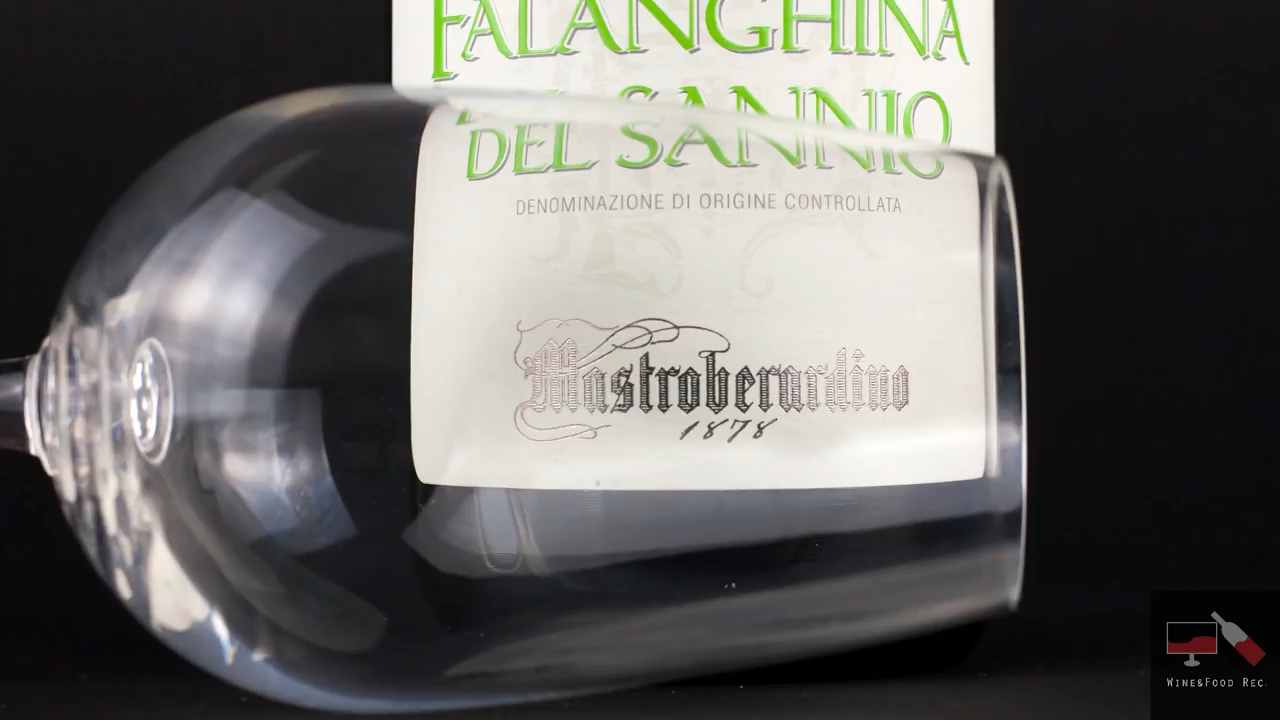 FALANGHINA
DEL SANNIO
DENOMINAZIONE DI ORIGINE CONTROLLATA
Mastroberardino
1878
WINE&FOOD REC.